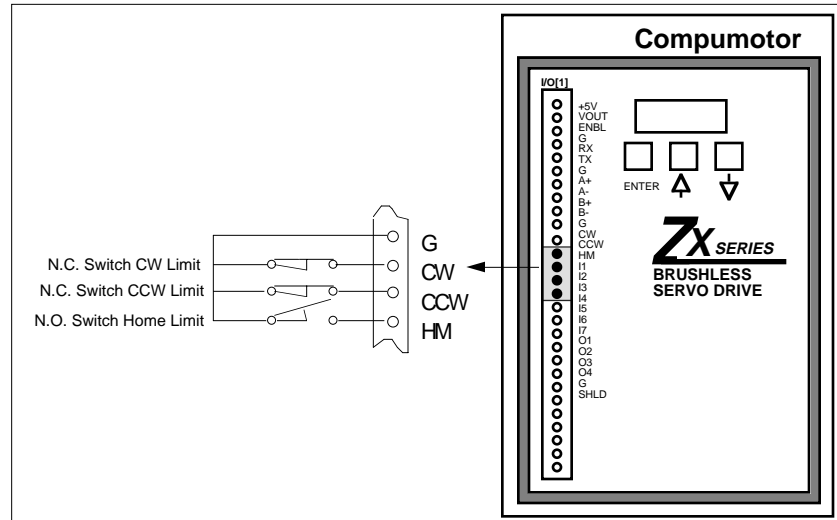 Compumotor
I/O[1]
+5V
VOUT
ENBL
G
RX
TX
G
A+
A-
B+
B-
G
CW
CCW
HM
I1
I2
I3
I4
I5
I6
I7
O1
O2
O3
O4
G
SHLD
ENTER
ZX SERIES
BRUSHLESS
SERVO DRIVE
G
N.C. Switch CW Limit
CW
N.C. Switch CCW Limit
CCW
N.O. Switch Home Limit
HM